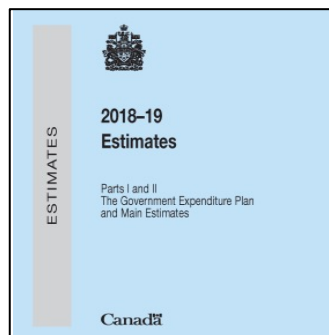 ESTIMATES
2018–19
Estimates
Parts I and II
The Government Expenditure Plan
and Main Estimates
Canada